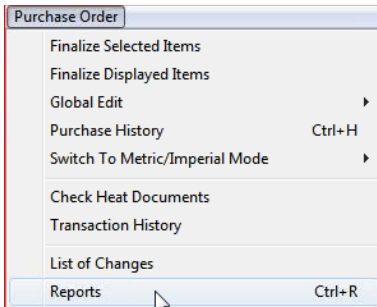 Purchase Order
Finalize Selected Items
Finalize Displayed Items
Global Edit
Purchase History Ctrl+H
Switch To Metric/Imperial Mode
Check Heat Documents
Transaction History
List of Changes
Reports Ctrl+R